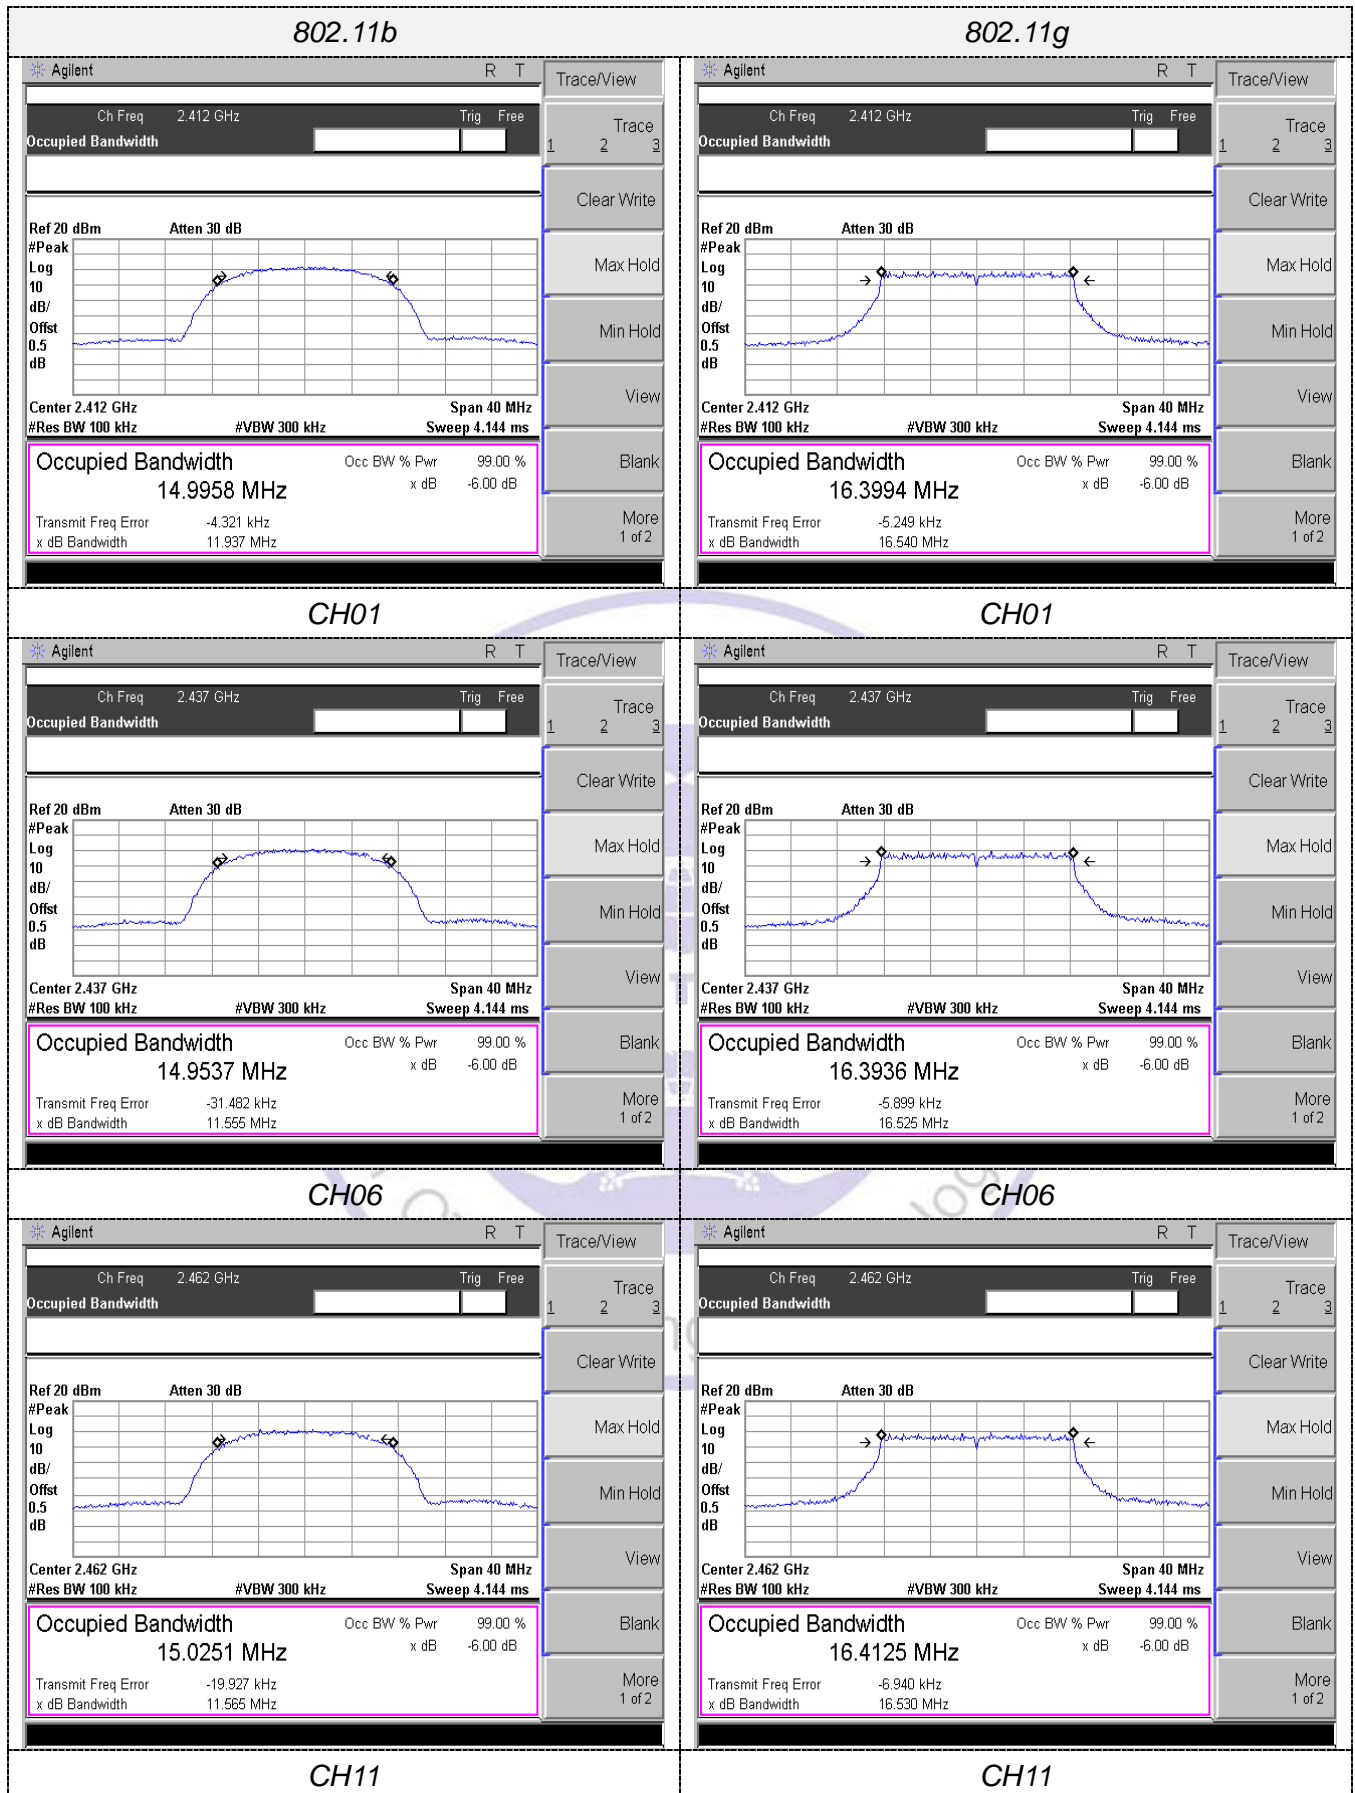 802.11b
802.11g
Agilent R T
Trace/View
Ch Freq 2.412 GHz Trig Free
Occupied Bandwidth
Trace
1 2 3
Clear Write
Ref 20 dBm Atten 30 dB
#Peak
Log
10
dB/
Offst
0.5
dB
Max Hold
Min Hold
View
Center 2.412 GHz Span 40 MHz
#Res BW 100 kHz #VBW 300 kHz Sweep 4.144 ms
Occupied Bandwidth Occ BW % Pwr 99.00 %
14.9958 MHz x dB -6.00 dB
Transmit Freq Error -4.321 kHz
x dB Bandwidth 11.937 MHz
Blank
More
1 of 2
Agilent R T
Trace/View
Ch Freq 2.412 GHz Trig Free
Occupied Bandwidth
Trace
1 2 3
Clear Write
Ref 20 dBm Atten 30 dB
#Peak
Log
10
dB/
Offst
0.5
dB
Max Hold
Min Hold
View
Center 2.412 GHz Span 40 MHz
#Res BW 100 kHz #VBW 300 kHz Sweep 4.144 ms
Occupied Bandwidth Occ BW % Pwr 99.00 %
16.3994 MHz x dB -6.00 dB
Transmit Freq Error -5.249 kHz
x dB Bandwidth 16.540 MHz
Blank
More
1 of 2
CH01
CH01
Agilent R T
Trace/View
Ch Freq 2.437 GHz Trig Free
Occupied Bandwidth
Trace
1 2 3
Clear Write
Ref 20 dBm Atten 30 dB
#Peak
Log
10
dB/
Offst
0.5
dB
Max Hold
Min Hold
View
Center 2.437 GHz Span 40 MHz
#Res BW 100 kHz #VBW 300 kHz Sweep 4.144 ms
Occupied Bandwidth Occ BW % Pwr 99.00 %
14.9537 MHz x dB -6.00 dB
Transmit Freq Error -31.482 kHz
x dB Bandwidth 11.555 MHz
Blank
More
1 of 2
Agilent R T
Trace/View
Ch Freq 2.437 GHz Trig Free
Occupied Bandwidth
Trace
1 2 3
Clear Write
Ref 20 dBm Atten 30 dB
#Peak
Log
10
dB/
Offst
0.5
dB
Max Hold
Min Hold
View
Center 2.437 GHz Span 40 MHz
#Res BW 100 kHz #VBW 300 kHz Sweep 4.144 ms
Occupied Bandwidth Occ BW % Pwr 99.00 %
16.3936 MHz x dB -6.00 dB
Transmit Freq Error -5.899 kHz
x dB Bandwidth 16.525 MHz
Blank
More
1 of 2
CH06
CH06
Agilent R T
Trace/View
Ch Freq 2.462 GHz Trig Free
Occupied Bandwidth
Trace
1 2 3
Clear Write
Ref 20 dBm Atten 30 dB
#Peak
Log
10
dB/
Offst
0.5
dB
Max Hold
Min Hold
View
Center 2.462 GHz Span 40 MHz
#Res BW 100 kHz #VBW 300 kHz Sweep 4.144 ms
Occupied Bandwidth Occ BW % Pwr 99.00 %
15.0251 MHz x dB -6.00 dB
Transmit Freq Error -19.927 kHz
x dB Bandwidth 11.565 MHz
Blank
More
1 of 2
Agilent R T
Trace/View
Ch Freq 2.462 GHz Trig Free
Occupied Bandwidth
Trace
1 2 3
Clear Write
Ref 20 dBm Atten 30 dB
#Peak
Log
10
dB/
Offst
0.5
dB
Max Hold
Min Hold
View
Center 2.462 GHz Span 40 MHz
#Res BW 100 kHz #VBW 300 kHz Sweep 4.144 ms
Occupied Bandwidth Occ BW % Pwr 99.00 %
16.4125 MHz x dB -6.00 dB
Transmit Freq Error -6.940 kHz
x dB Bandwidth 16.530 MHz
Blank
More
1 of 2
CH11
CH11